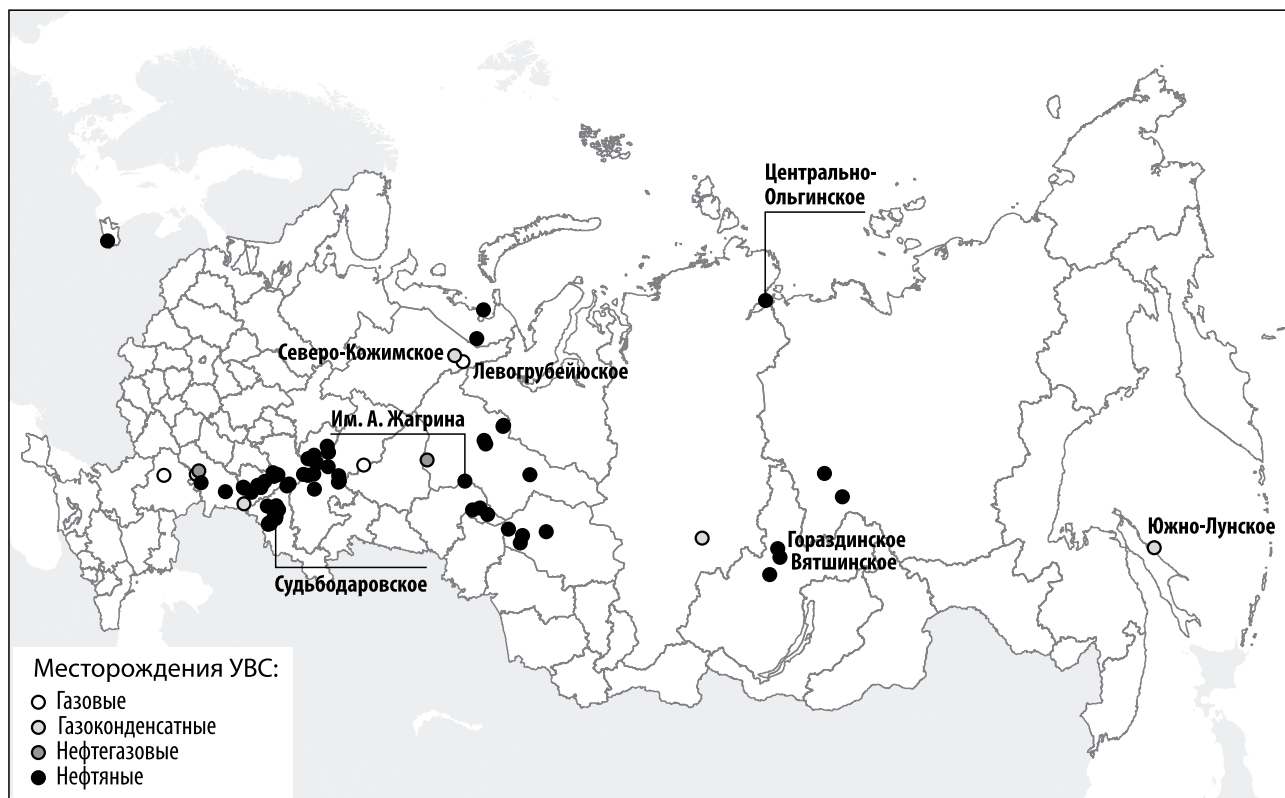 Центрально-
Ольгинское
Северо-Кожимское
Левогрубейюское
Им. А. Жагрина
Гораздинское
Вятшинское
Южно-Лунское
Судьбодаровское
Месторождения УВС:
Газовые
Газоконденсатные
Нефтегазовые
Нефтяные